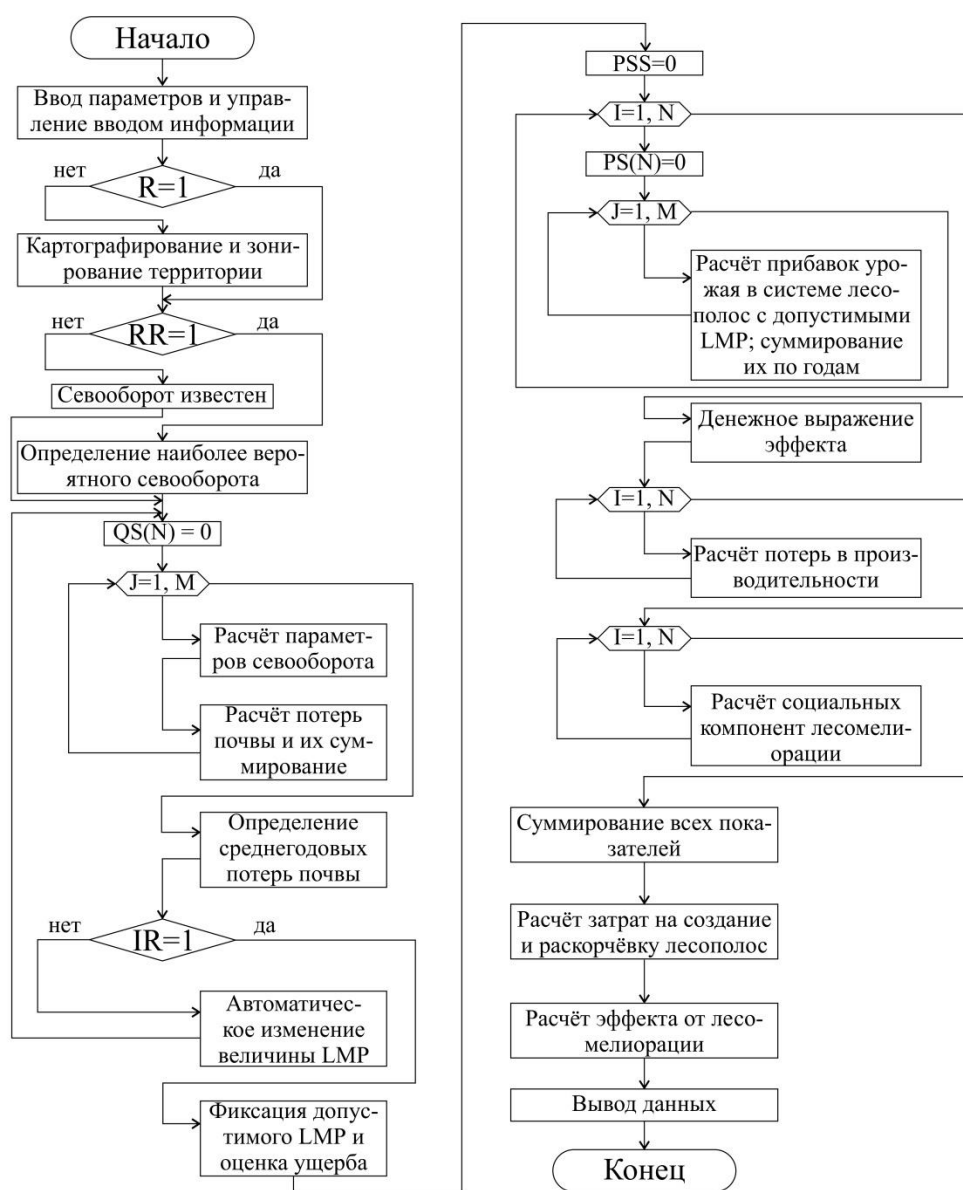 Начало
Ввод параметров и управ-
ление вводом информации
нет
да
R=1
Картографирование и зони-
рование территории
нет
да
RR=1
Севооборот известен
Определение наиболее веро-
ятного севооборота
QS(N) = 0
J=1, M
Расчёт парамет-
ров севооборота
Расчёт потерь
почвы и их сум-
мирование
Определение
среднегодовых
потерь почвы
нет
да
IR=1
Автоматичес-
кое изменение
величины LMP
Фиксация допус-
тимого LMP и
оценка ущерба
PSS=0
I=1, N
PS(N)=0
J=1, M
Расчёт прибавок уро-
жая в системе лесо-
полос с допустимыми
LMP; суммирование
их по годам
Денежное выражение
эффекта
I=1, N
Расчёт потерь в произ-
водительности
I=1, N
Расчёт социальных
компонент лесомели-
орации
Суммирование всех пока-
зателей
Расчёт затрат на создание
и раскорчёвку лесополос
Расчёт эффекта от лесо-
мелиорации
Вывод данных
Конец